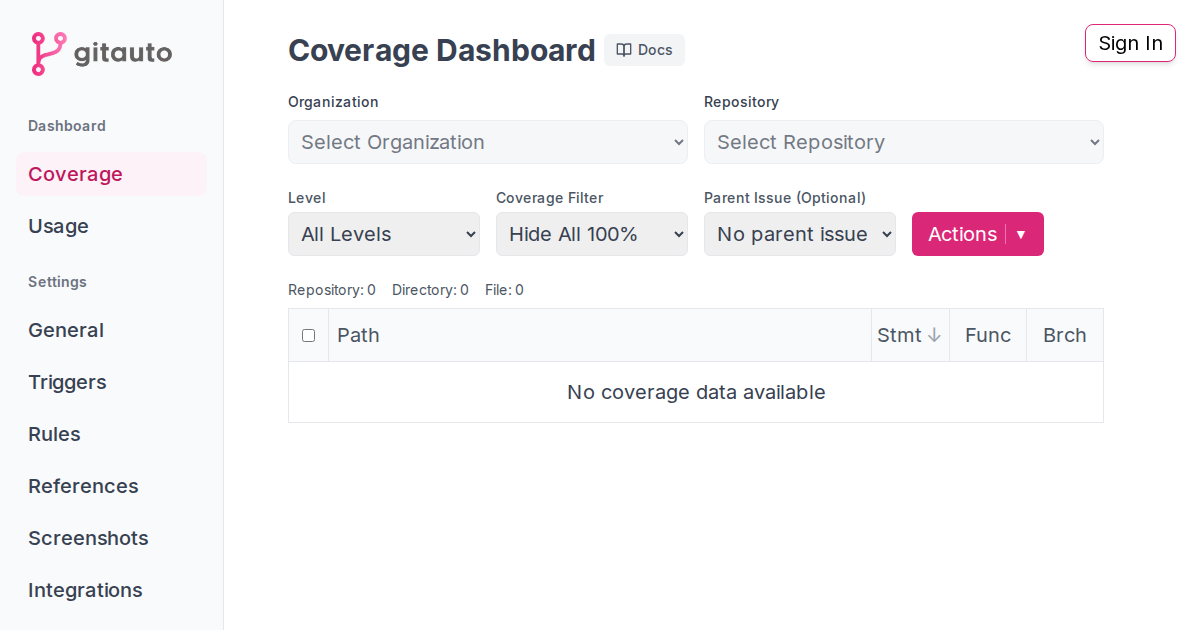 gitauto
Dashboard
Coverage
Usage
Settings
General
Triggers
Rules
References
Screenshots
Integrations
Coverage Dashboard Docs
Sign In
Organization Repository
Select Organization Select Repository
Level Coverage Filter Parent Issue (Optional)
All Levels Hide All 100% No parent issue Actions ▼
Repository: 0 Directory: 0 File: 0
Path Stmt ↓ Func Brch
No coverage data available